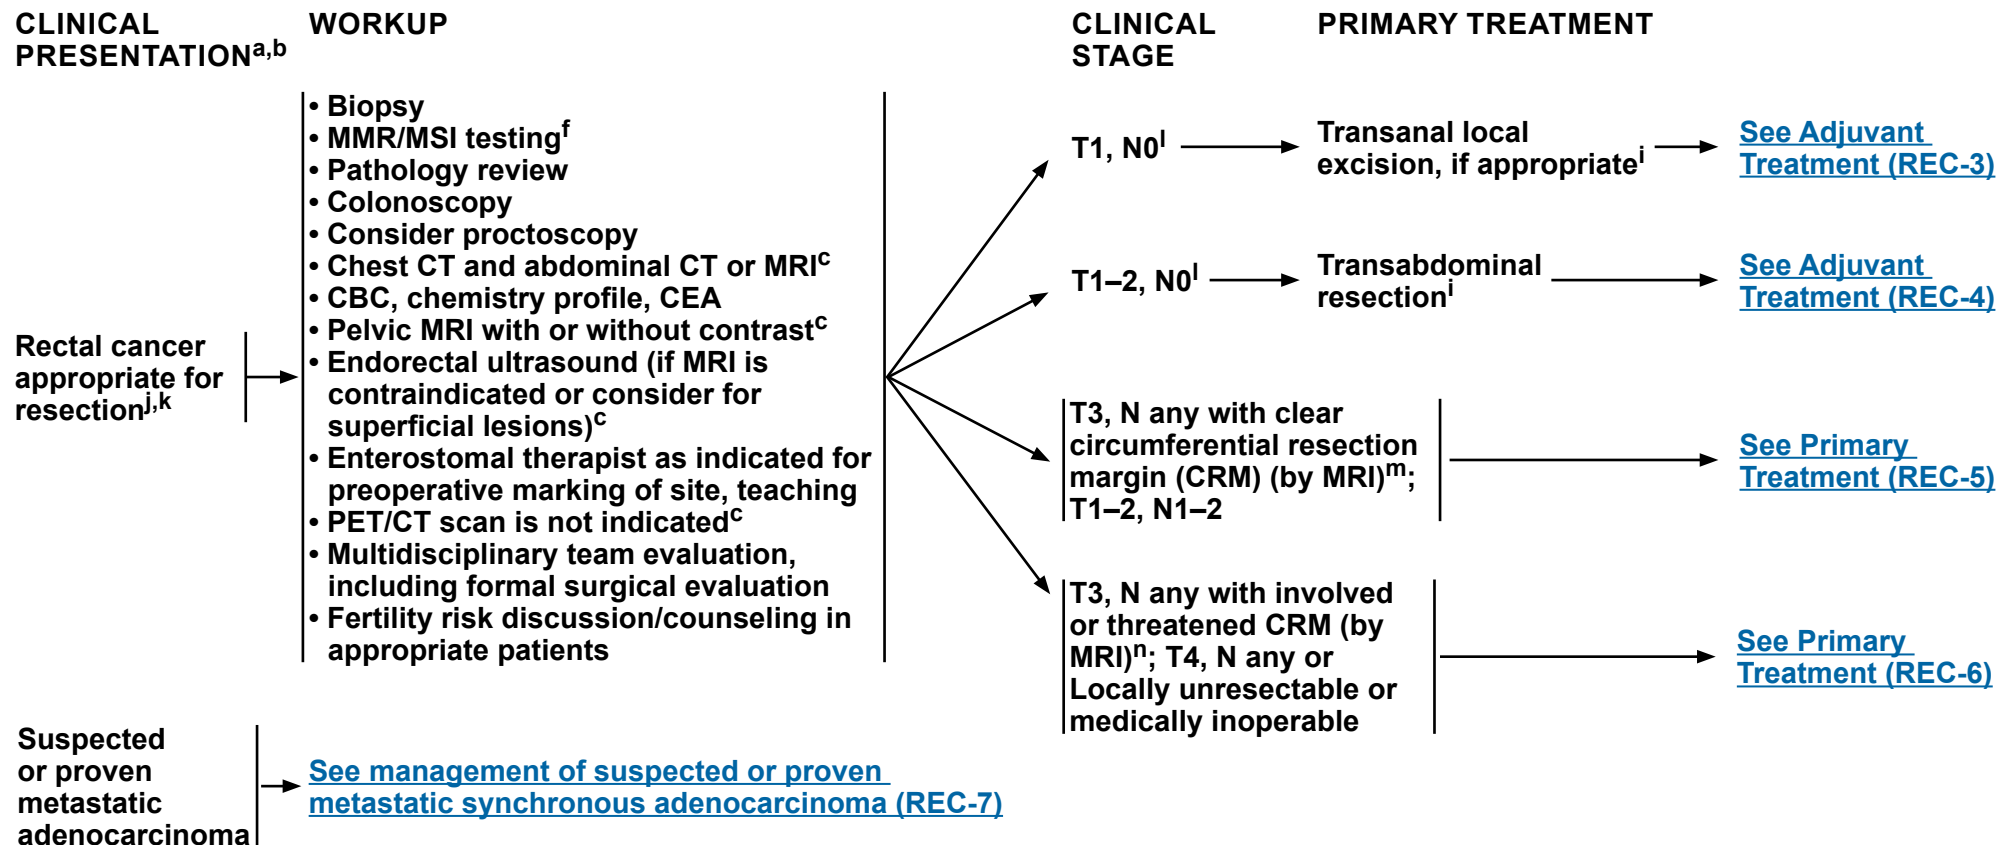 CLINICAL
PRESENTATIONa,b
WORKUP
CLINICAL
STAGE
PRIMARY TREATMENT
Rectal cancer
appropriate for
resectionj,k
• Biopsy
• MMR/MSI testingf
• Pathology review
• Colonoscopy
• Consider proctoscopy
• Chest CT and abdominal CT or MRIc
• CBC, chemistry profile, CEA
• Pelvic MRI with or without contrastc
• Endorectal ultrasound (if MRI is
contraindicated or consider for
superficial lesions)c
• Enterostomal therapist as indicated for
preoperative marking of site, teaching
• PET/CT scan is not indicatedc
• Multidisciplinary team evaluation,
including formal surgical evaluation
• Fertility risk discussion/counseling in
appropriate patients
T1, N0l
Transanal local
excision, if appropriatei
See Adjuvant
Treatment (REC-3)
T1–2, N0l
Transabdominal
resectioni
See Adjuvant
Treatment (REC-4)
T3, N any with clear
circumferential resection
margin (CRM) (by MRI)m;
T1–2, N1–2
See Primary
Treatment (REC-5)
T3, N any with involved
or threatened CRM (by
MRI)n; T4, N any or
Locally unresectable or
medically inoperable
See Primary
Treatment (REC-6)
Suspected
or proven
metastatic
adenocarcinoma
See management of suspected or proven
metastatic synchronous adenocarcinoma (REC-7)